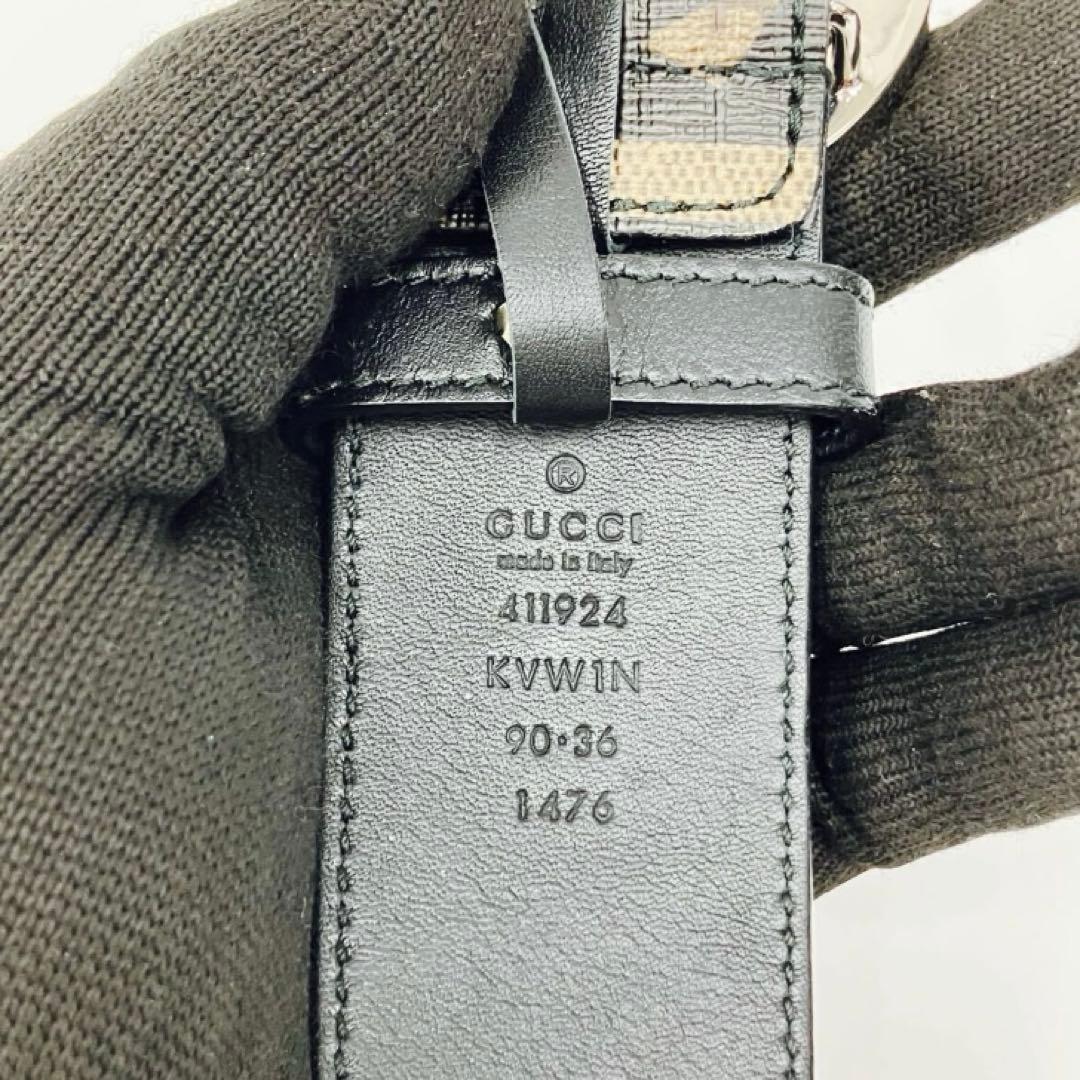 ®
GUCCI
made in Italy
411924
KVW1N
90·36
1476